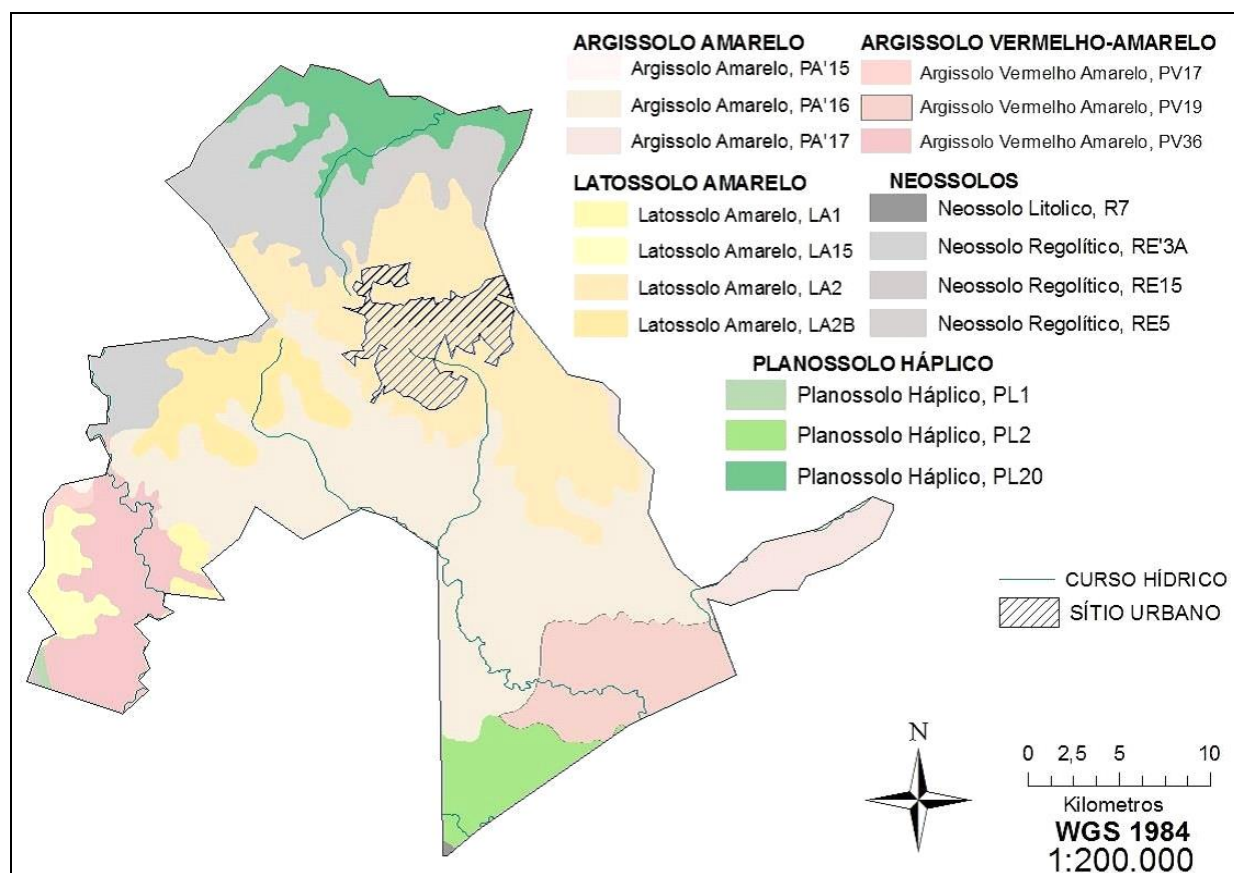 ARGISSOLO AMARELO
Argissolo Amarelo, PA'15
Argissolo Amarelo, PA'16
Argissolo Amarelo, PA'17
ARGISSOLO VERMELHO-AMARELO
Argissolo Vermelho Amarelo, PV17
Argissolo Vermelho Amarelo, PV19
Argissolo Vermelho Amarelo, PV36
LATOSSOLO AMARELO
Latossolo Amarelo, LA1
Latossolo Amarelo, LA15
Latossolo Amarelo, LA2
Latossolo Amarelo, LA2B
NEOSSOLOS
Neossolo Litolico, R7
Neossolo Regolítico, RE'3A
Neossolo Regolítico, RE15
Neossolo Regolítico, RE5
PLANOSSOLO HÁPLICO
Planossolo Háplico, PL1
Planossolo Háplico, PL2
Planossolo Háplico, PL20
CURSO HÍDRICO
SÍTIO URBANO
N
0 2,5 5 10
Kilometros
WGS 1984
1:200.000